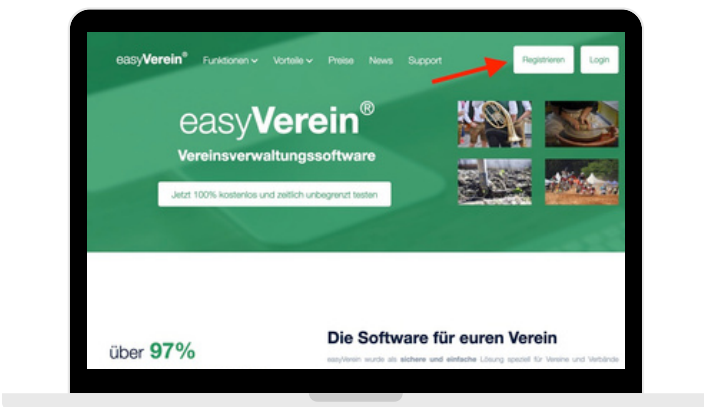 easyVerein®
Funktionen
Vorteile
Preise
News
Support
Registrieren
Login
easyVerein®
Vereinsverwaltungssoftware
Jetzt 100% kostenlos und zeitlich unbegrenzt testen
über 97%
Die Software für euren Verein
easyVerein wurde als sichere und einfache Lösung speziell für Vereine und Verbände